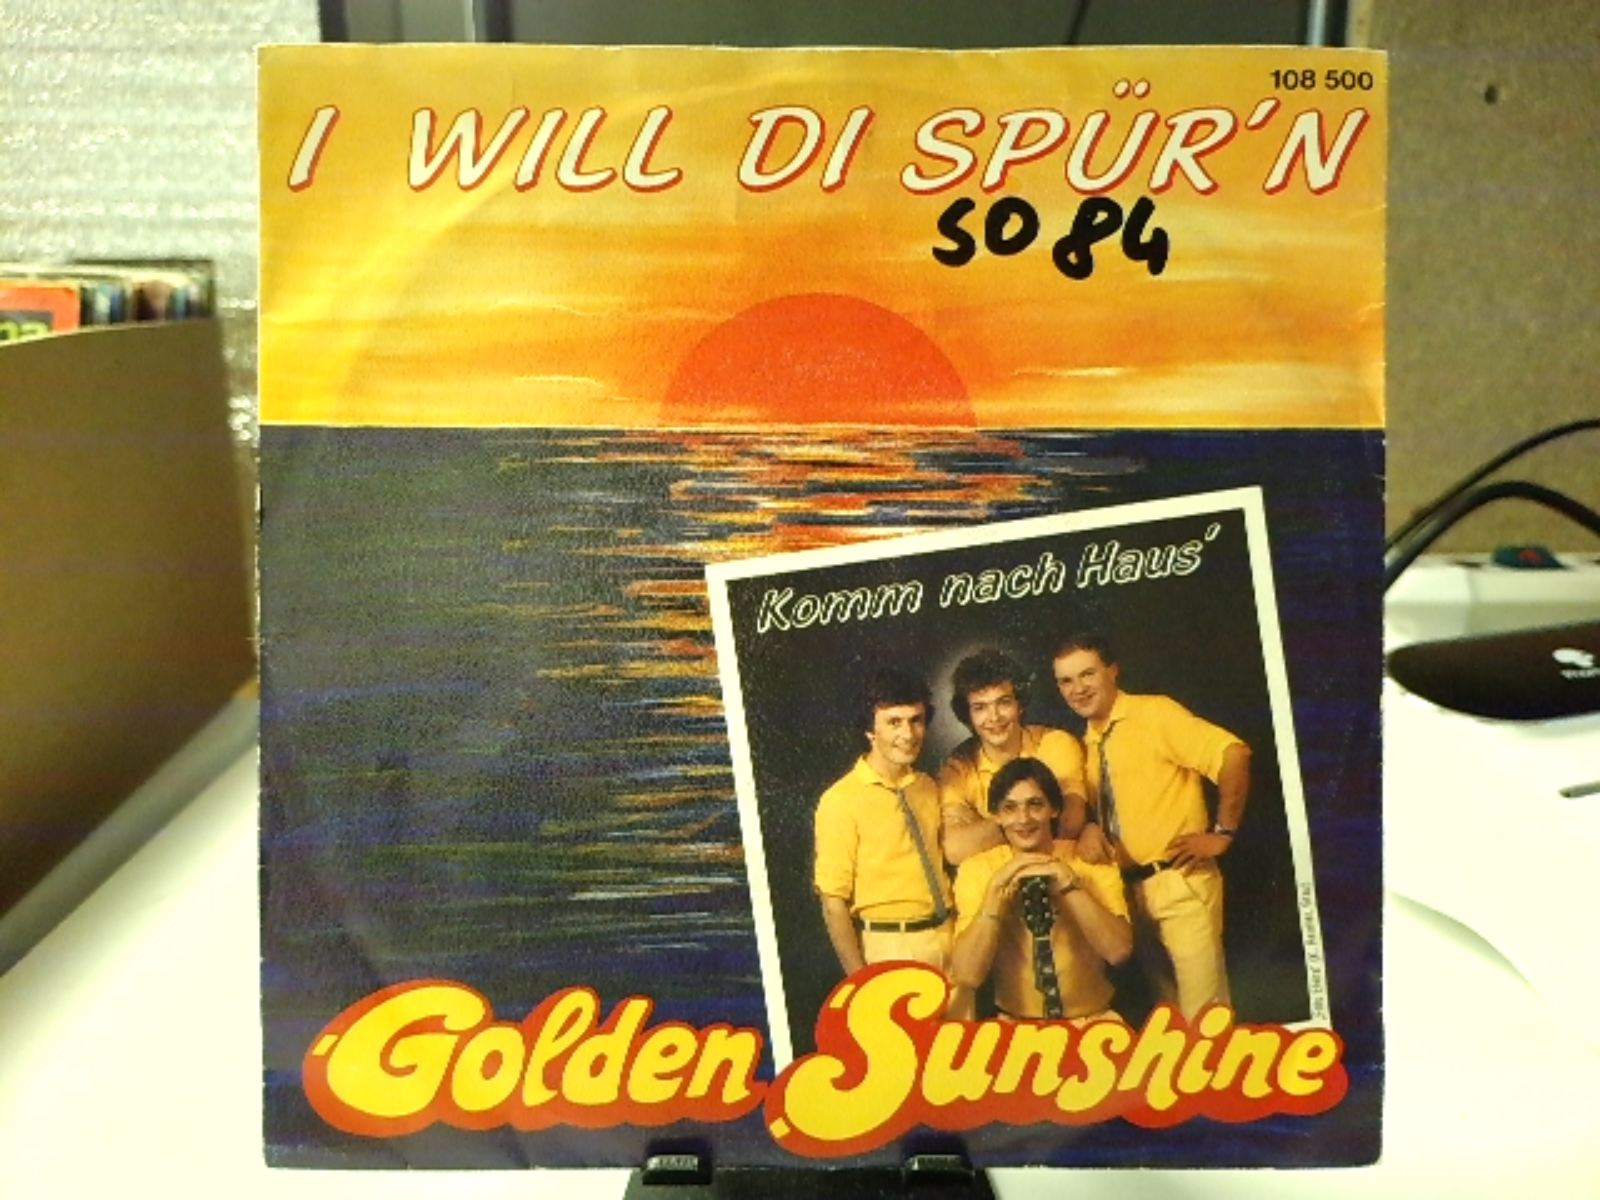 108 500
I WILL DI SPÜR'N
SO 84
Komm nach Haus'
Golden Sunshine